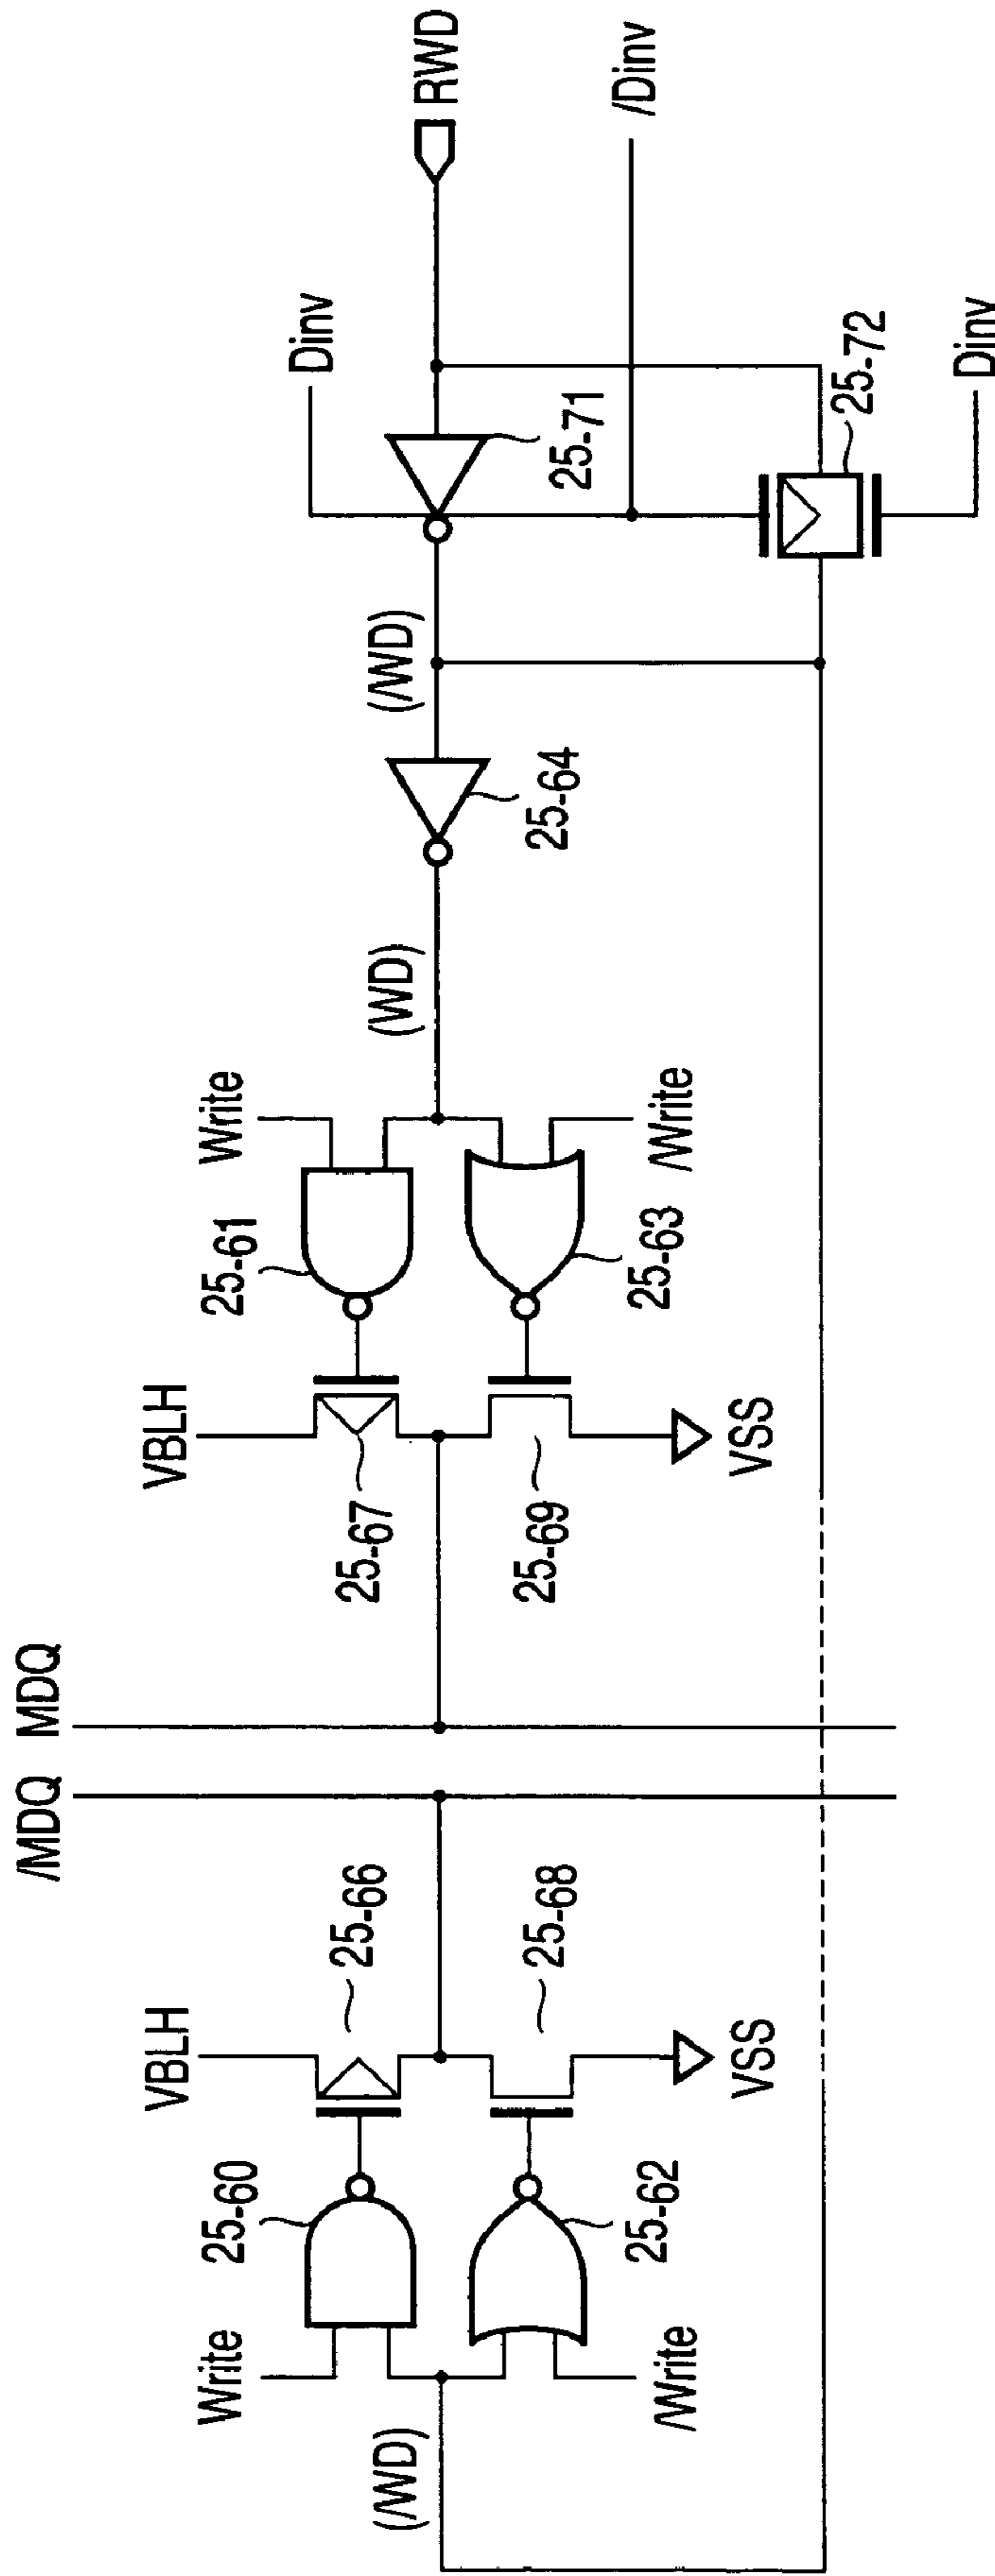 /MDQ MDQ
VBLH
25-60
Write
25-66
(/WD)
25-62
/Write
25-68
VSS
VBLH
25-67
25-61
Write
25-69
25-63
/Write
VSS
(WD)
25-64
(/WD)
25-71
Dinv
RWD
/Dinv
25-72
Dinv